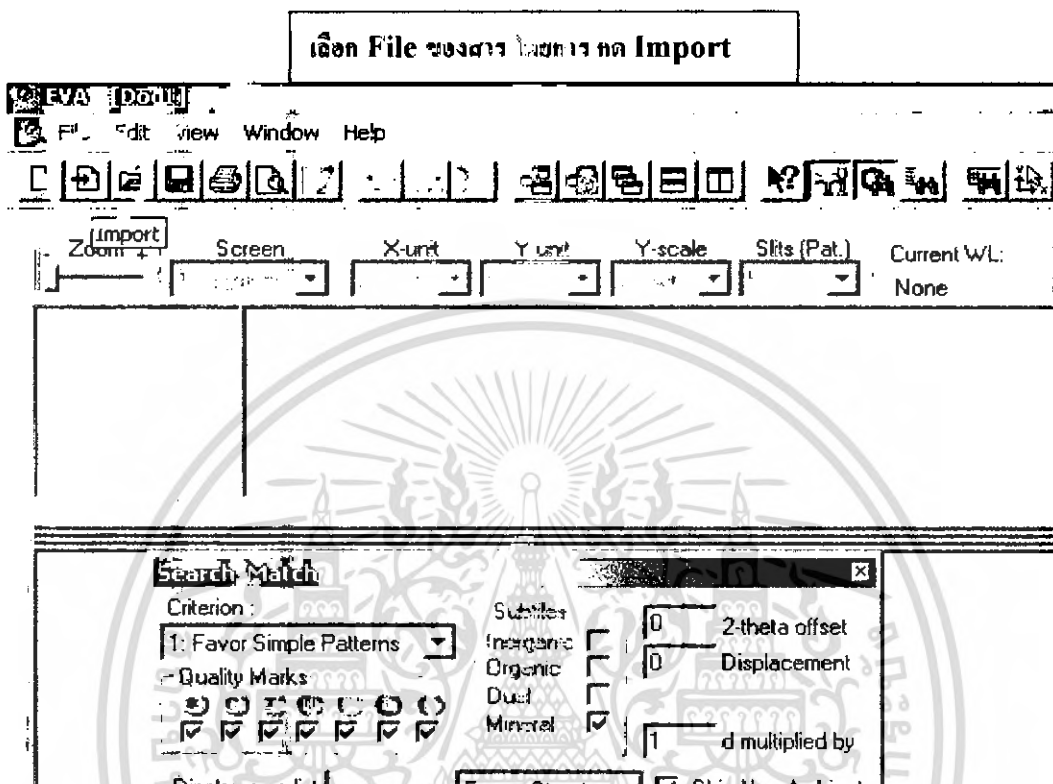 เลือก File ของสาร โดยการ กด Import
EVA - [Doc1:1]
File Edit View Window Help
Import
Zoom Screen X-unit Y unit Y-scale Slits (Pat.) Current WL:
None
Search/Match
Criterion : Subfiles
1: Favor Simple Patterns Inorganic 0 2-theta offset
Quality Marks Organic 0 Displacement
Dual
Mineral 1 d multiplied by